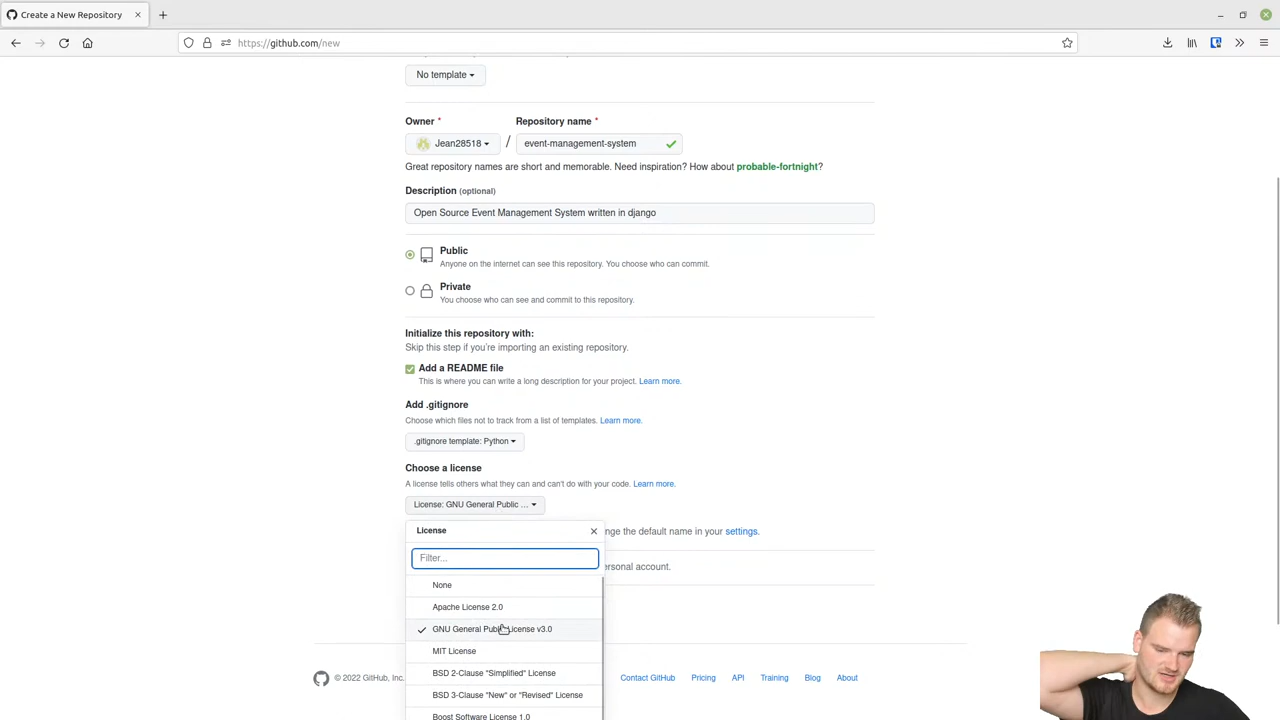 Create a New Repository
https://github.com/new
No template
Owner *
Repository name *
Jean28518
/
event-management-system
Great repository names are short and memorable. Need inspiration? How about probable-fortnight?
Description (optional)
Open Source Event Management System written in django
Public
Anyone on the internet can see this repository. You choose who can commit.
Private
You choose who can see and commit to this repository.
Initialize this repository with:
Skip this step if you're importing an existing repository.
Add a README file
This is where you can write a long description for your project. Learn more.
Add .gitignore
Choose which files not to track from a list of templates. Learn more.
.gitignore template: Python
Choose a license
A license tells others what they can and can't do with your code. Learn more.
License: GNU General Public ...
License
nge the default name in your settings.
Filter...
ersonal account.
None
Apache License 2.0
GNU General Public License v3.0
MIT License
BSD 2-Clause "Simplified" License
BSD 3-Clause "New" or "Revised" License
Boost Software License 1.0
© 2022 GitHub, Inc.
Contact GitHub
Pricing
API
Training
Blog
About